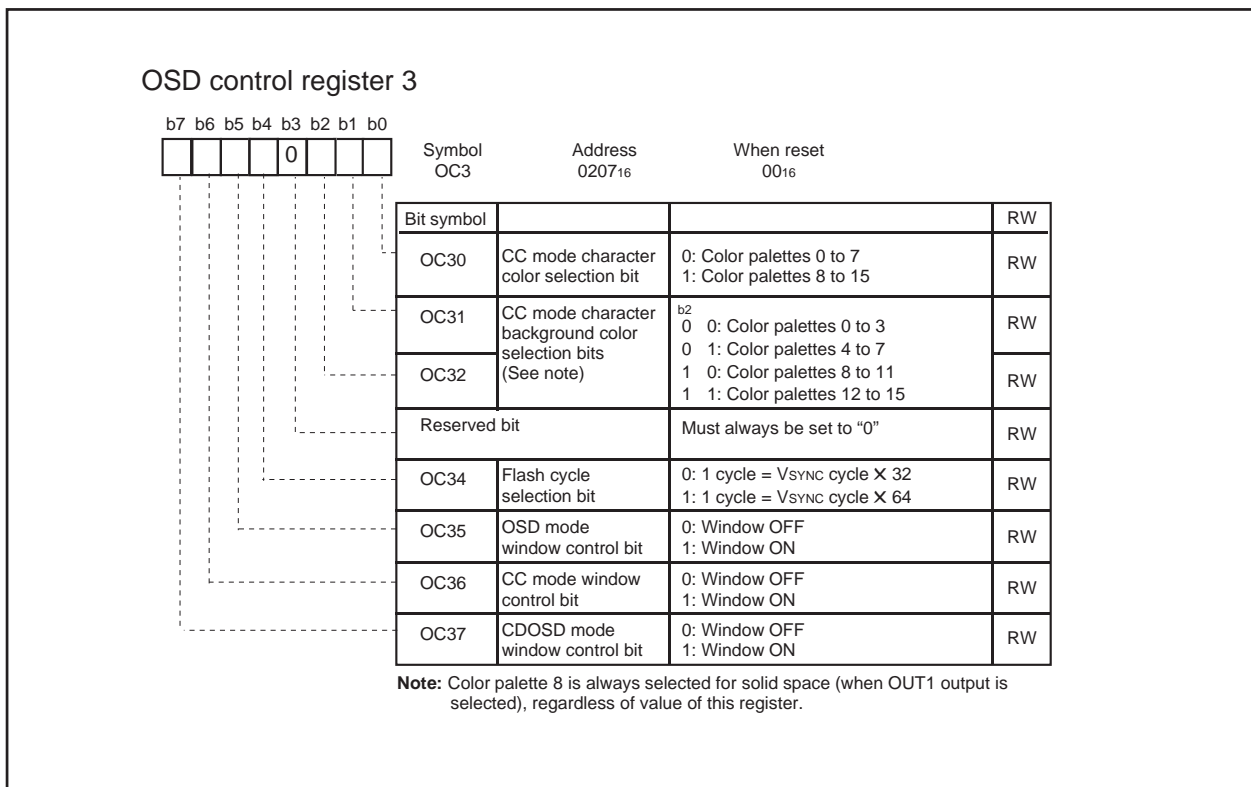 OSD control register 3
b7 b6 b5 b4 b3 b2 b1 b0
0
Symbol Address When reset
OC3 020716 0016
Bit symbol RW
OC30 CC mode character color selection bit 0: Color palettes 0 to 7 RW
1: Color palettes 8 to 15
OC31 CC mode character background color selection bits (See note) b2 RW
0 0: Color palettes 0 to 3
0 1: Color palettes 4 to 7
OC32 1 0: Color palettes 8 to 11 RW
1 1: Color palettes 12 to 15
Reserved bit Must always be set to “0” RW
OC34 Flash cycle selection bit 0: 1 cycle = VSYNC cycle ✕ 32 RW
1: 1 cycle = VSYNC cycle ✕ 64
OC35 OSD mode window control bit 0: Window OFF RW
1: Window ON
OC36 CC mode window control bit 0: Window OFF RW
1: Window ON
OC37 CDOSD mode window control bit 0: Window OFF RW
1: Window ON
Note: Color palette 8 is always selected for solid space (when OUT1 output is
selected), regardless of value of this register.